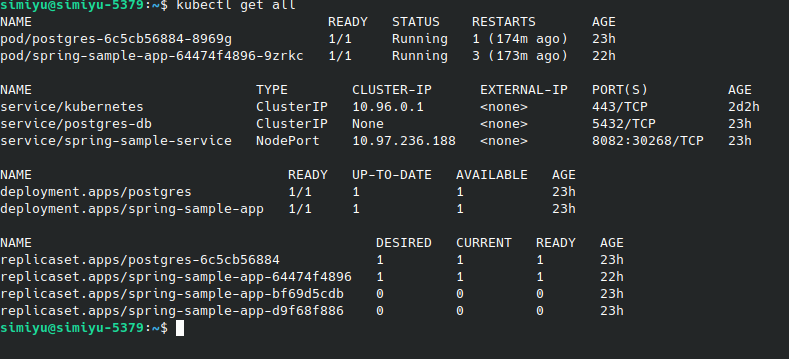 simiyu@simiyu-5379:~$ kubectl get all
NAME READY STATUS RESTARTS AGE
pod/postgres-6c5cb56884-8969g 1/1 Running 1 (174m ago) 23h
pod/spring-sample-app-64474f4896-9zrkc 1/1 Running 3 (173m ago) 22h
NAME TYPE CLUSTER-IP EXTERNAL-IP PORT(S) AGE
service/kubernetes ClusterIP 10.96.0.1 <none> 443/TCP 2d2h
service/postgres-db ClusterIP None <none> 5432/TCP 23h
service/spring-sample-service NodePort 10.97.236.188 <none> 8082:30268/TCP 23h
NAME READY UP-TO-DATE AVAILABLE AGE
deployment.apps/postgres 1/1 1 1 23h
deployment.apps/spring-sample-app 1/1 1 1 23h
NAME DESIRED CURRENT READY AGE
replicaset.apps/postgres-6c5cb56884 1 1 1 23h
replicaset.apps/spring-sample-app-64474f4896 1 1 1 22h
replicaset.apps/spring-sample-app-bf69d5cdb 0 0 0 23h
replicaset.apps/spring-sample-app-d9f68f886 0 0 0 23h
simiyu@simiyu-5379:~$